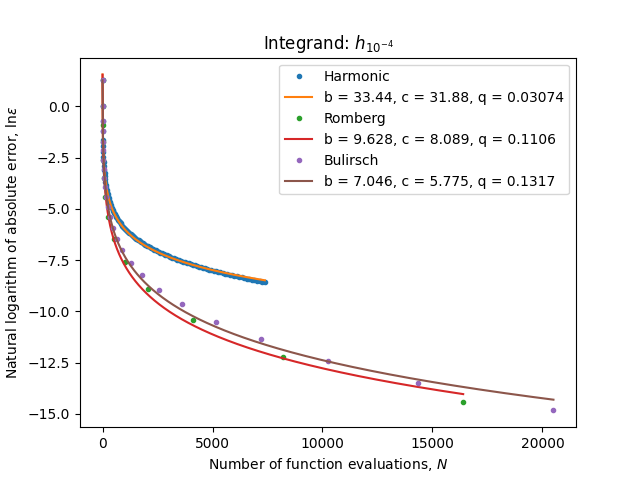 Integrand: h₁₀₋₄
Natural logarithm of absolute error, lnε
0.0
−2.5
−5.0
−7.5
−10.0
−12.5
−15.0
Harmonic
b = 33.44, c = 31.88, q = 0.03074
Romberg
b = 9.628, c = 8.089, q = 0.1106
Bulirsch
b = 7.046, c = 5.775, q = 0.1317
0
5000
10000
15000
20000
Number of function evaluations, N